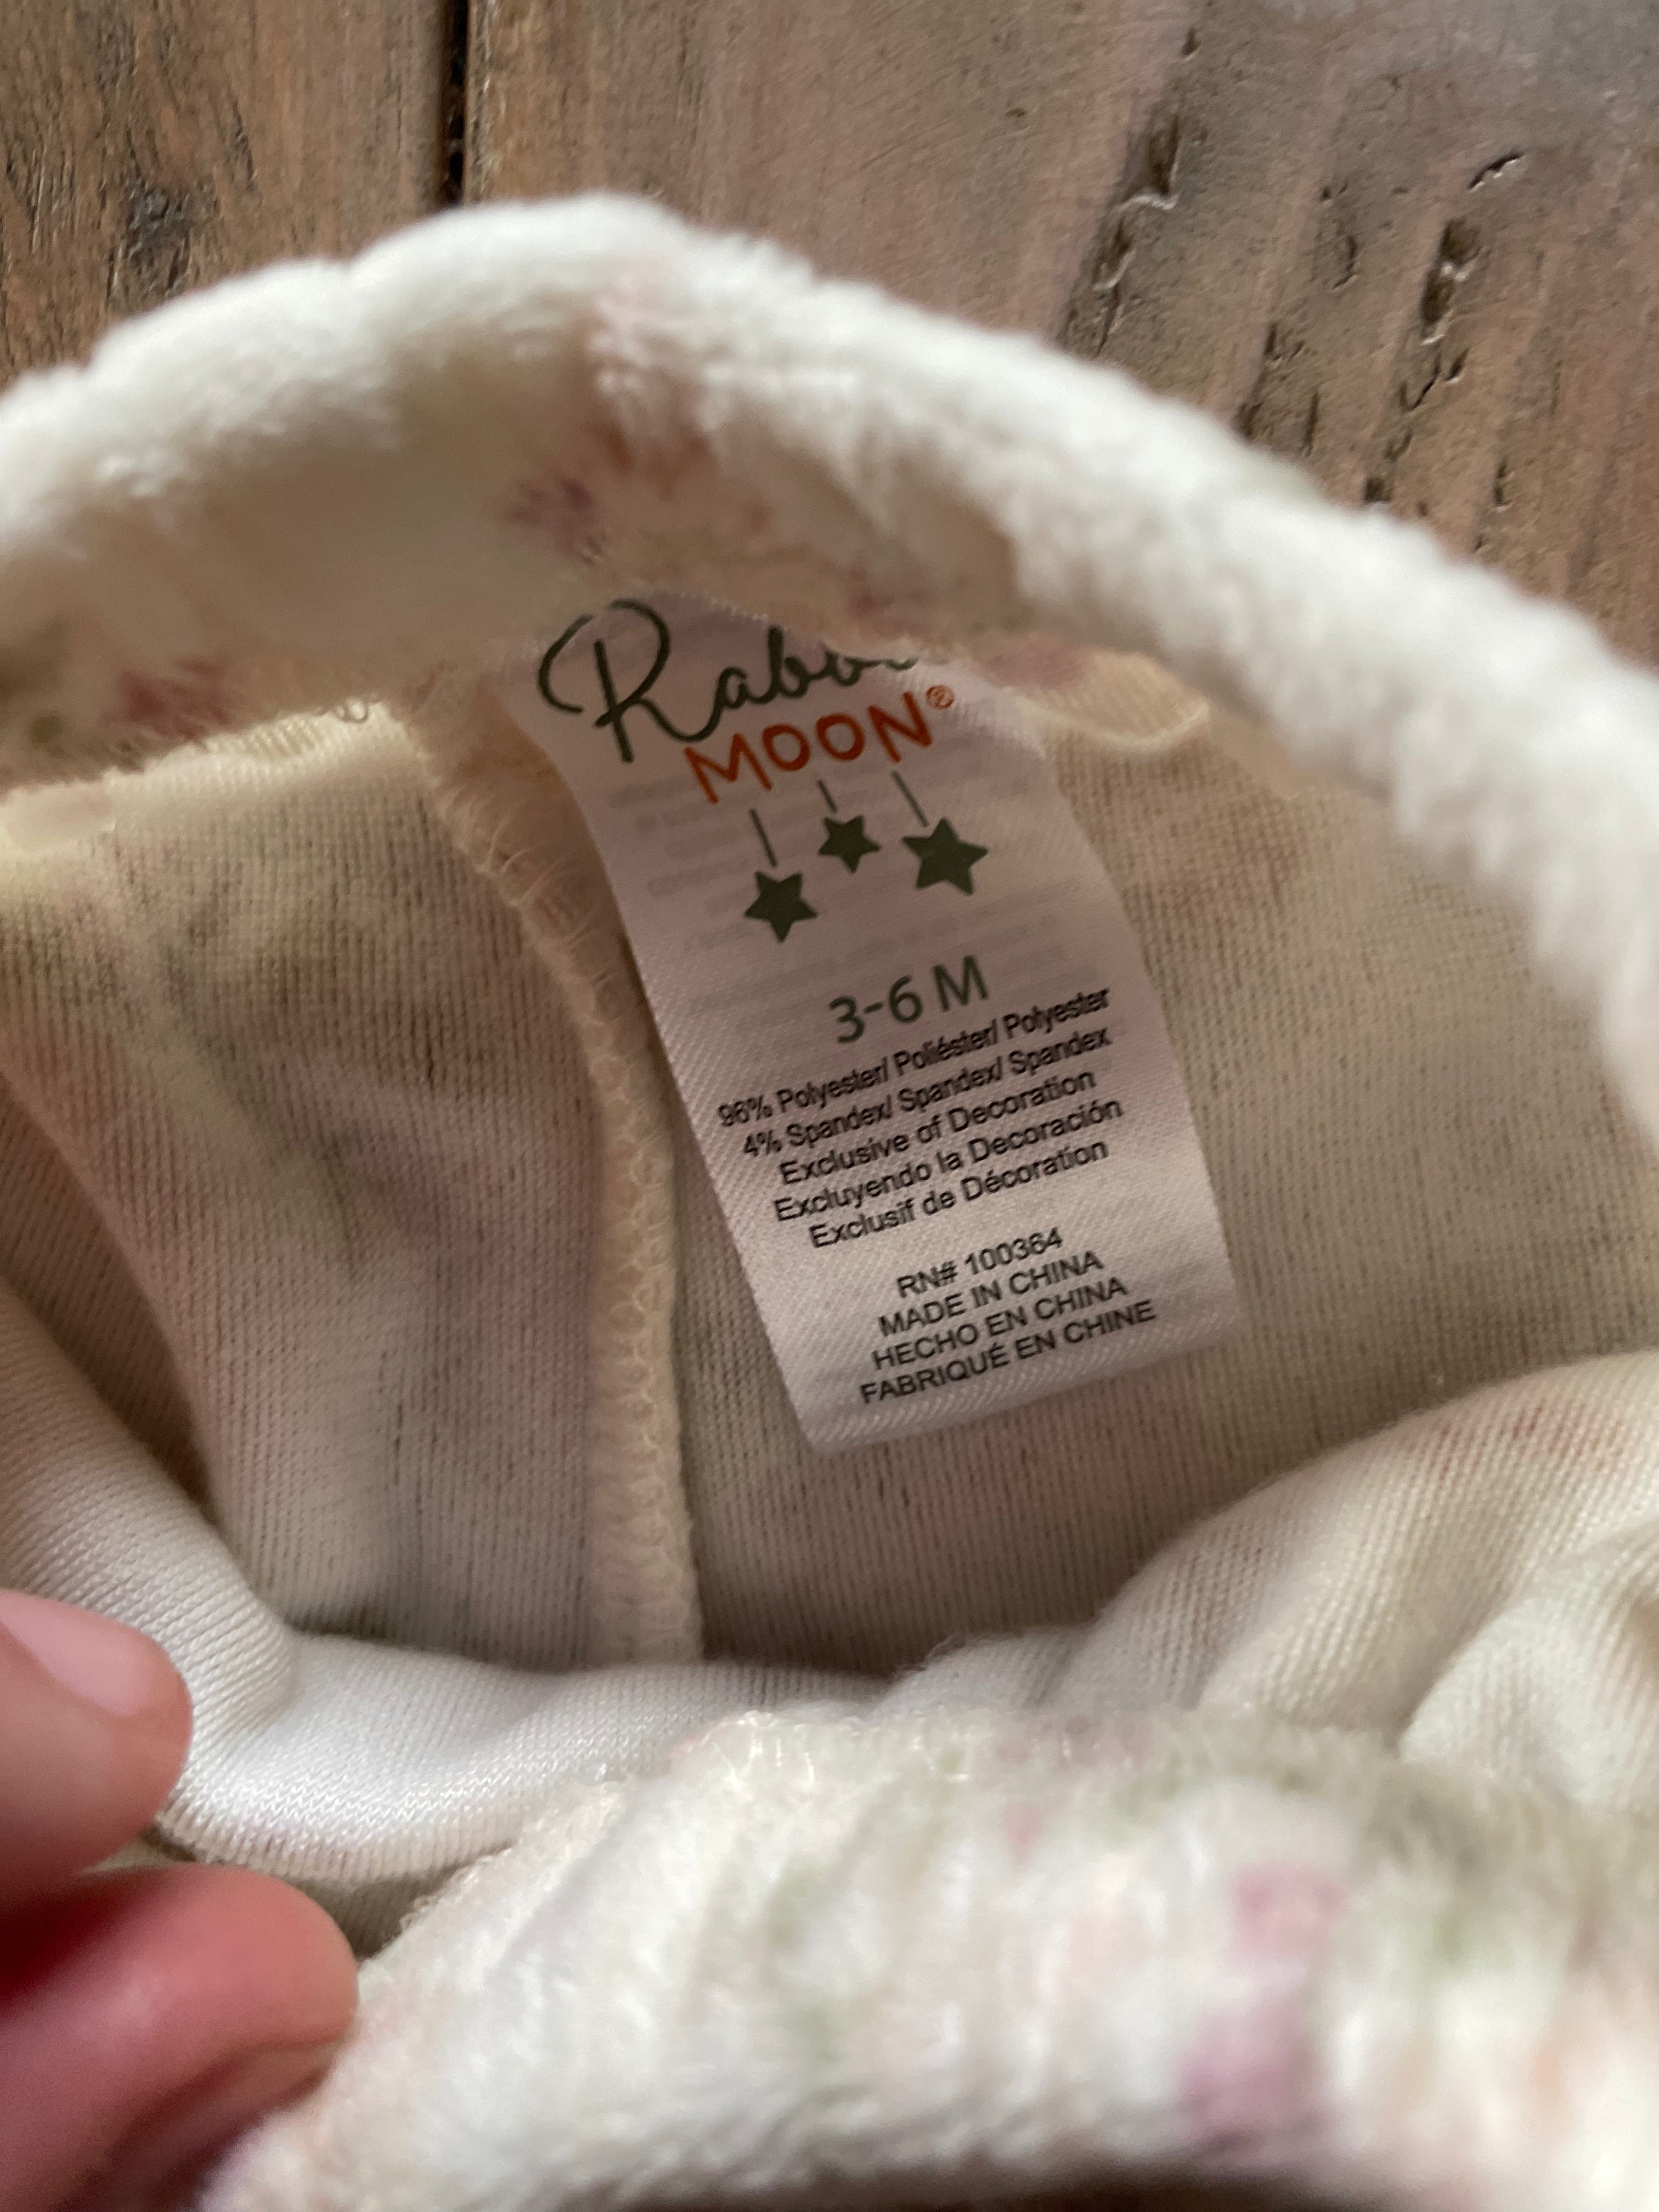 MOON®
3-6 M
96% Polyester/ Poliéster/ Polyester
4% Spandex/ Spandex/ Spandex
Exclusive of Decoration
Excluyendo la Decoración
Exclusif de Décoration
RN# 100364
MADE IN CHINA
HECHO EN CHINA
FABRIQUÉ EN CHINE